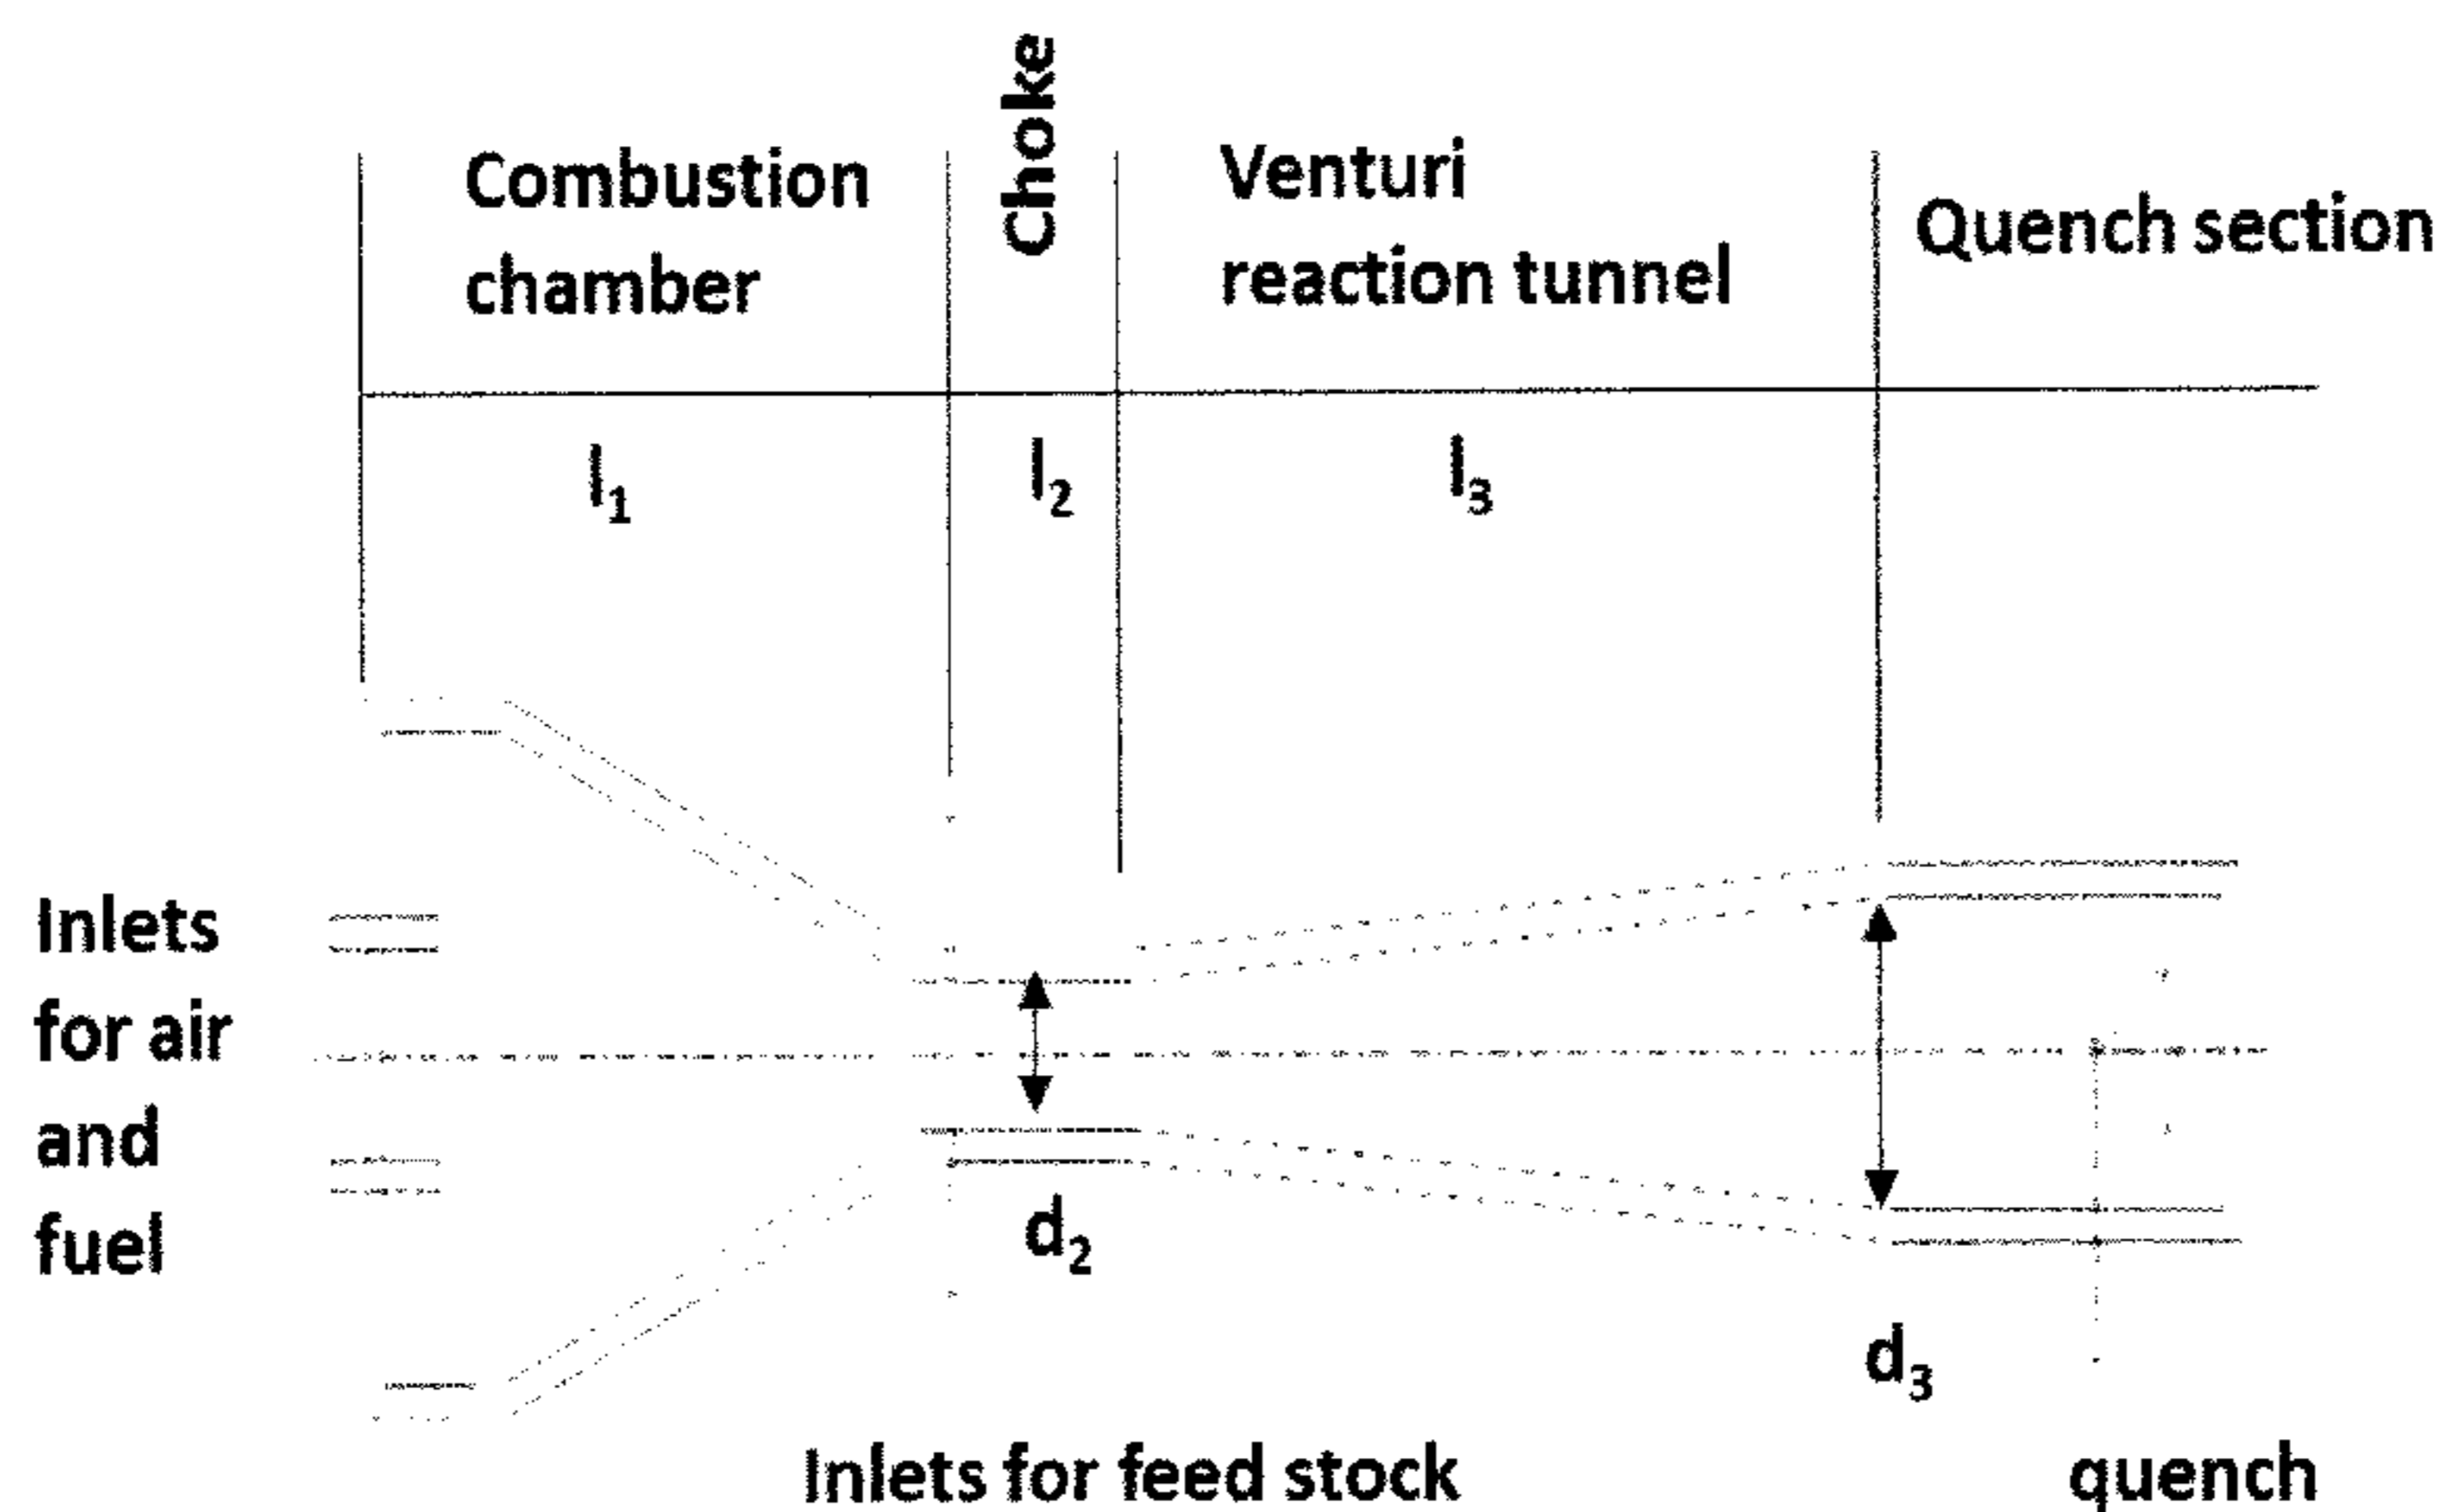 Choke
Combustion
chamber
Venturi
reaction tunnel
Quench section
l1
l2
l3
Inlets
for air
and
fuel
d2
d3
Inlets for feed stock
quench